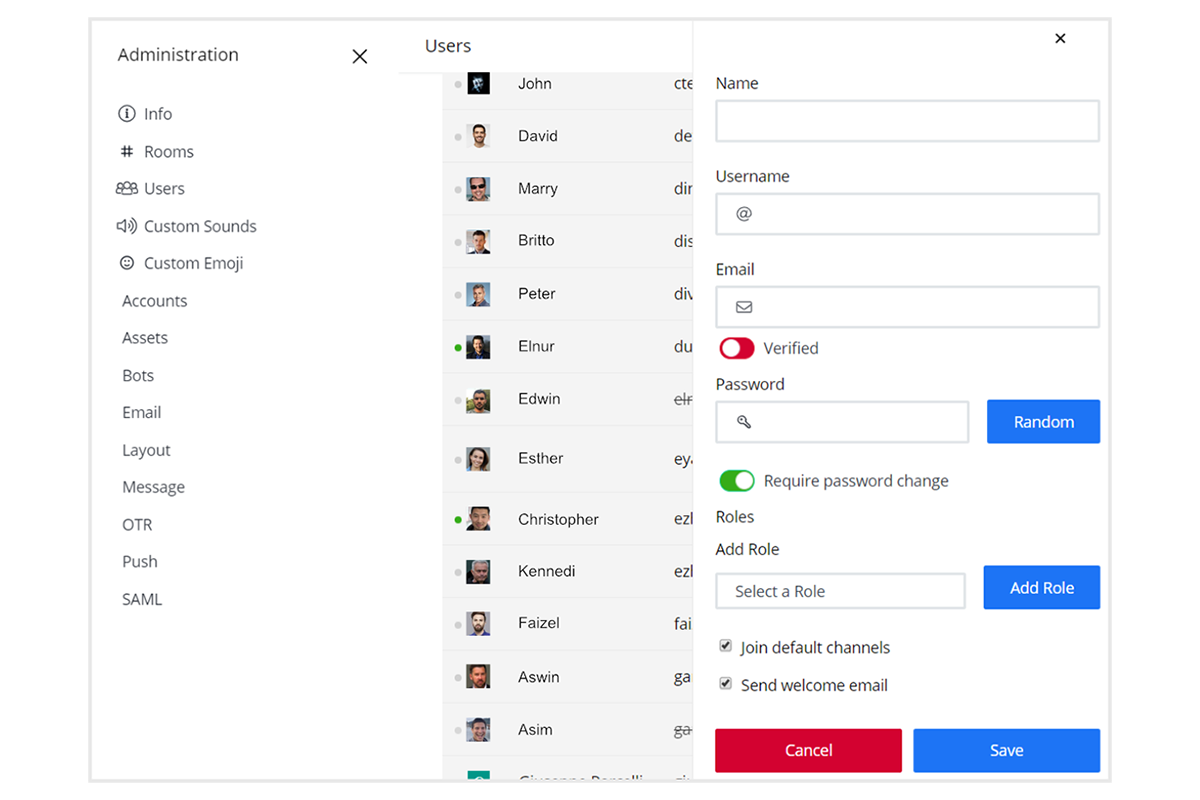 Administration
Info
Rooms
Users
Custom Sounds
Custom Emoji
Accounts
Assets
Bots
Email
Layout
Message
OTR
Push
SAML
Users
John cte
David de
Marry dir
Britto dis
Peter div
Elnur du
Edwin elr
Esther eya
Christopher ezl
Kennedi ezl
Faizel fai
Aswin ga
Asim ga
Name
Username
@
Email
Verified
Password
Random
Require password change
Roles
Add Role
Select a Role
Add Role
Join default channels
Send welcome email
Cancel
Save